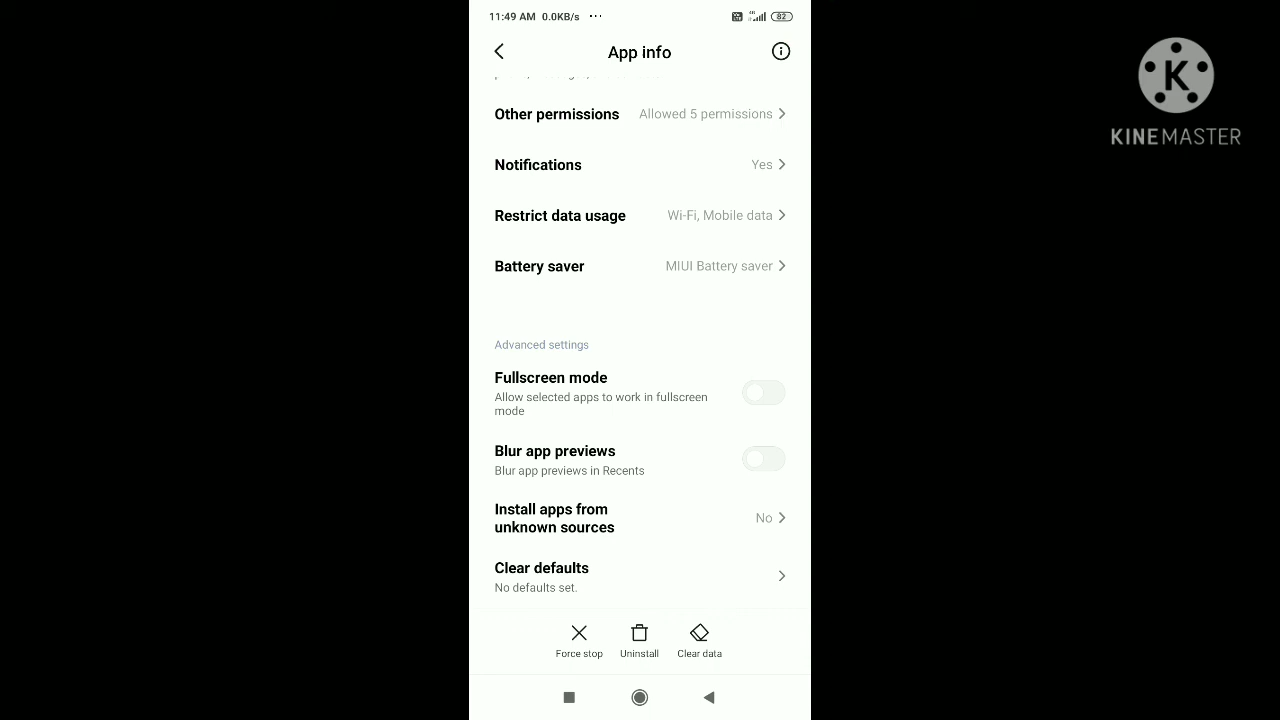 11:49 AM 0.0KB/s ...
82
App info
Other permissions Allowed 5 permissions
Notifications Yes
Restrict data usage Wi-Fi, Mobile data
Battery saver MIUI Battery saver
Advanced settings
Fullscreen mode
Allow selected apps to work in fullscreen
mode
Blur app previews
Blur app previews in Recents
Install apps from
unknown sources
No
Clear defaults
No defaults set.
Force stop Uninstall Clear data
K
KINEMASTER